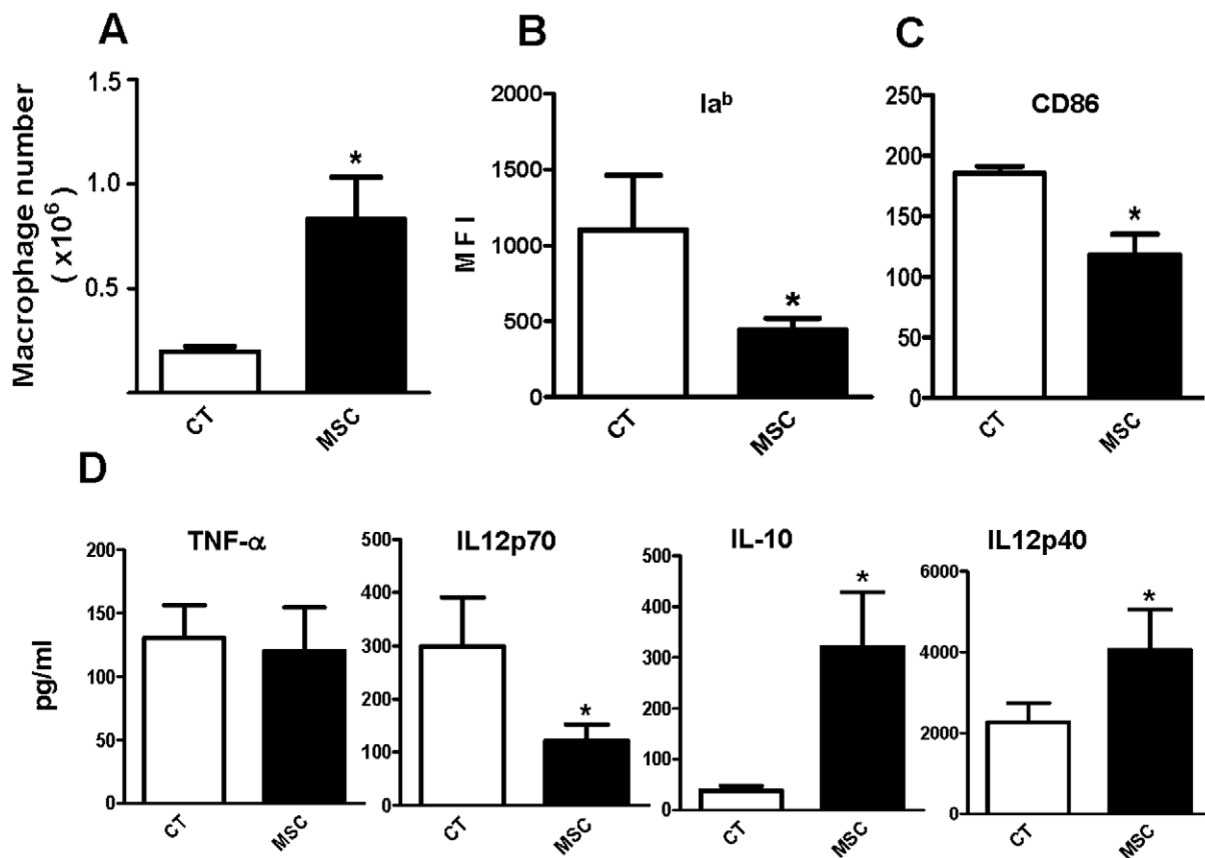 A
Macrophage number
( x10⁶)
1.5
1.0
0.5
*
CT
MSC
B
Iaᵇ
MFI
2000
1500
1000
500
0
*
CT
MSC
C
CD86
250
200
150
100
50
0
*
CT
MSC
D
pg/ml
TNF-α
200
150
100
50
0
CT
MSC
IL12p70
500
400
300
200
100
0
*
CT
MSC
IL-10
500
400
300
200
100
0
*
CT
MSC
IL12p40
6000
4000
2000
0
*
CT
MSC